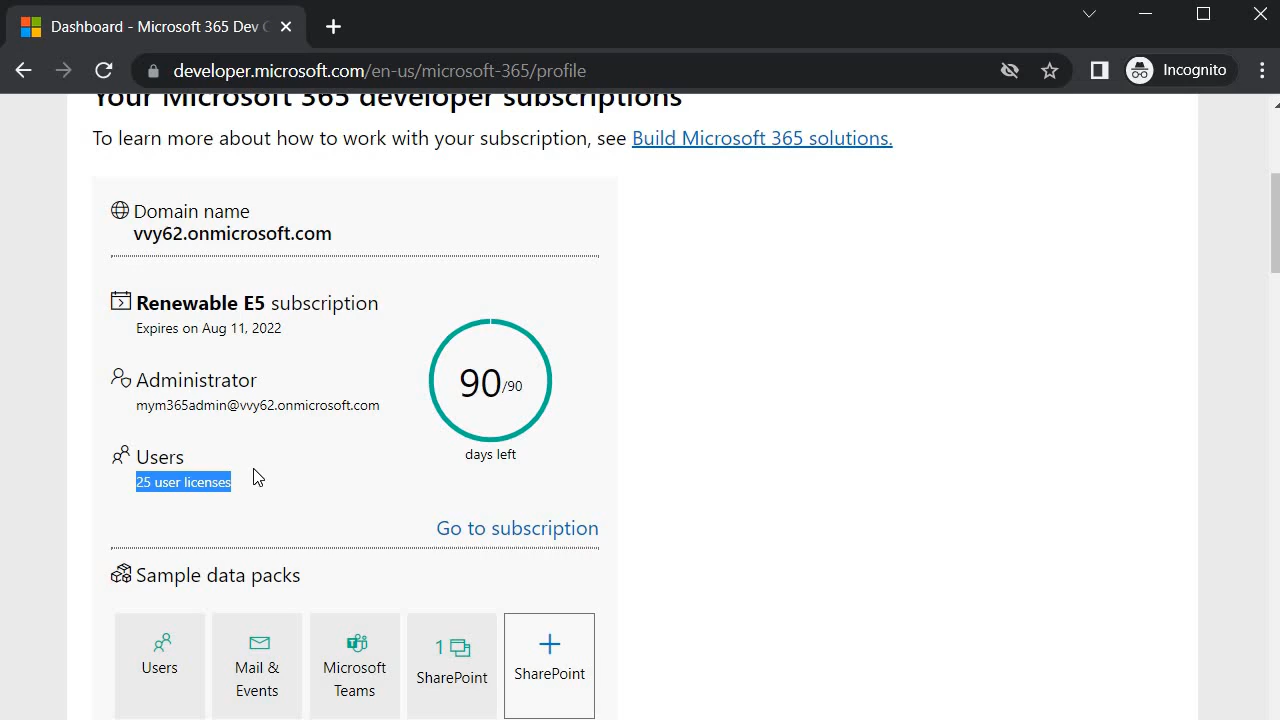 Dashboard - Microsoft 365 Dev C
developer.microsoft.com/en-us/microsoft-365/profile
Incognito
Your Microsoft 365 developer subscriptions
To learn more about how to work with your subscription, see Build Microsoft 365 solutions.
Domain name
vvy62.onmicrosoft.com
Renewable E5 subscription
Expires on Aug 11, 2022
Administrator
mym365admin@vvy62.onmicrosoft.com
90/90
days left
Users
25 user licenses
Go to subscription
Sample data packs
Users
Mail &
Events
Microsoft
Teams
1
SharePoint
SharePoint